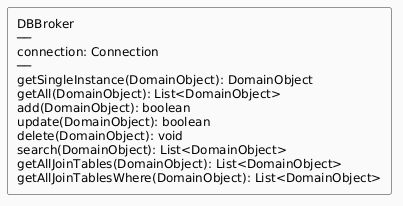 DBBroker
—
connection: Connection
—
getSingleInstance(DomainObject): DomainObject
getAll(DomainObject): List<DomainObject>
add(DomainObject): boolean
update(DomainObject): boolean
delete(DomainObject): void
search(DomainObject): List<DomainObject>
getAllJoinTables(DomainObject): List<DomainObject>
getAllJoinTablesWhere(DomainObject): List<DomainObject>